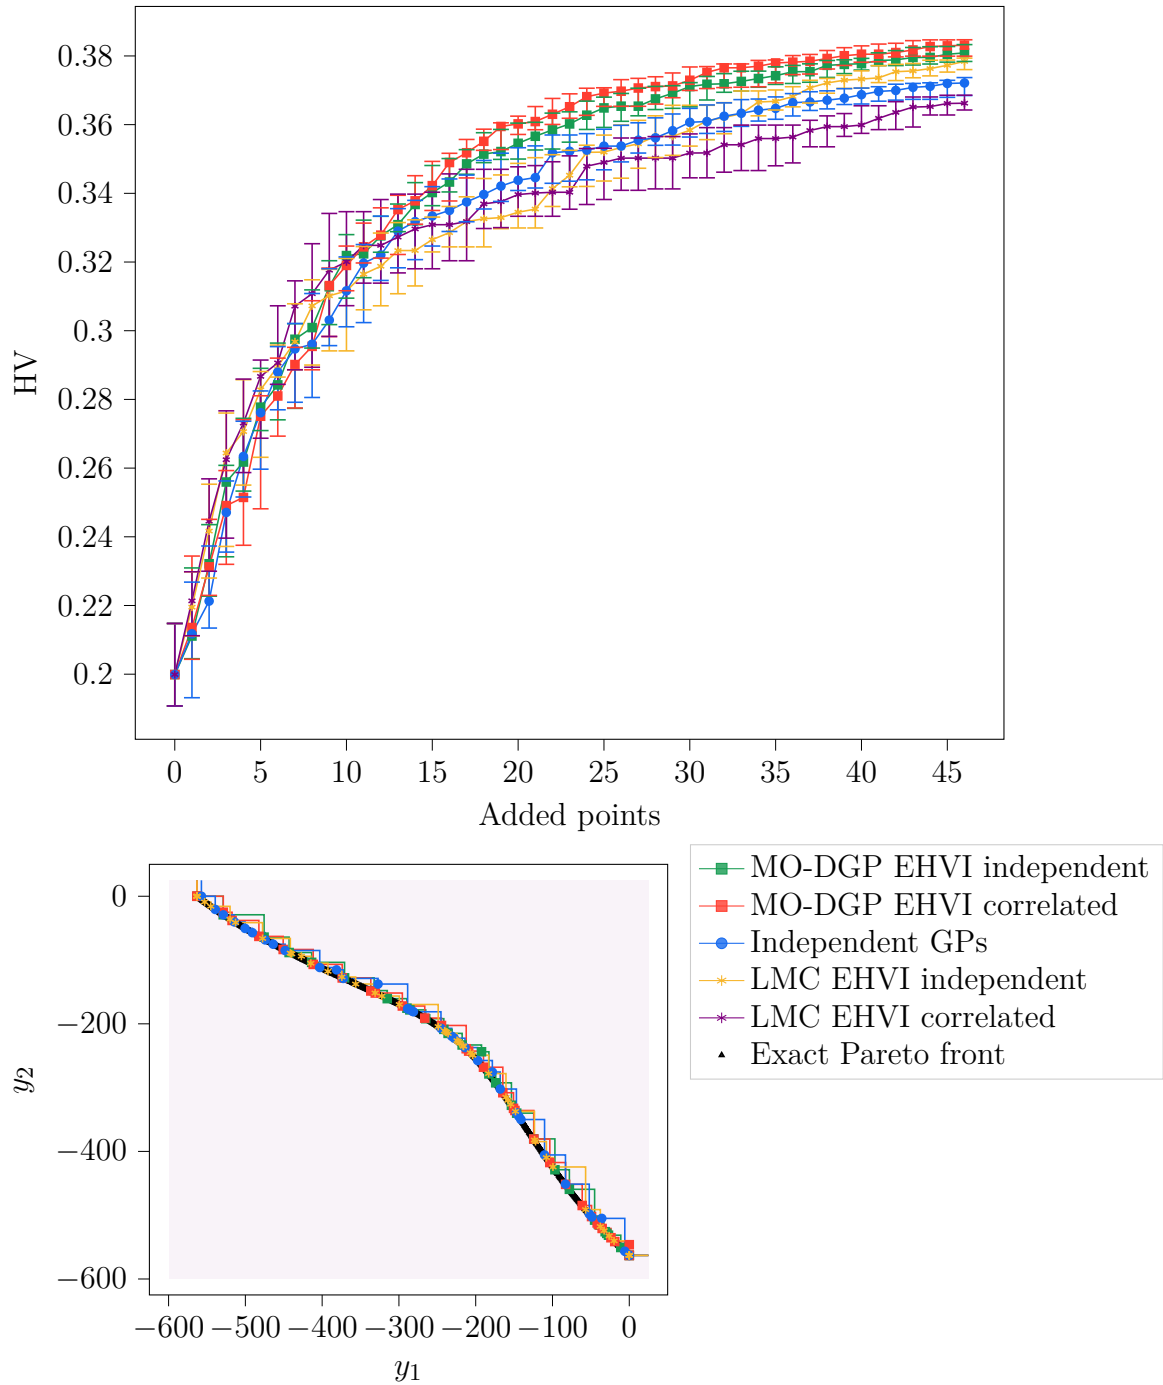 0.38
0.36
0.34
0.32
0.3
0.28
0.26
0.24
0.22
0.2
HV
0 5 10 15 20 25 30 35 40 45
Added points
0
−200
−400
−600
y2
−600 −500 −400 −300 −200 −100 0
y1
MO-DGP EHVI independent
MO-DGP EHVI correlated
Independent GPs
LMC EHVI independent
LMC EHVI correlated
Exact Pareto front